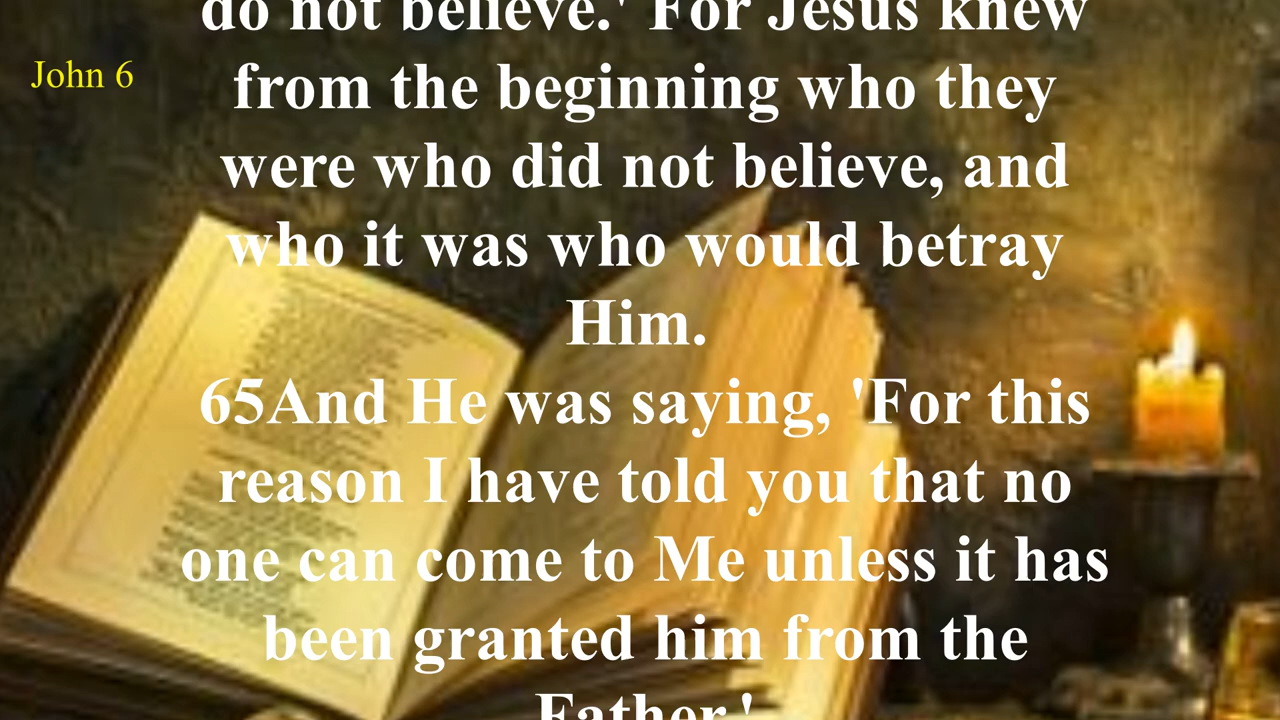 do not believe.' For Jesus knew
John 6
from the beginning who they
were who did not believe, and
who it was who would betray
Him.
65And He was saying, 'For this
reason I have told you that no
one can come to Me unless it has
been granted him from the
Father.'